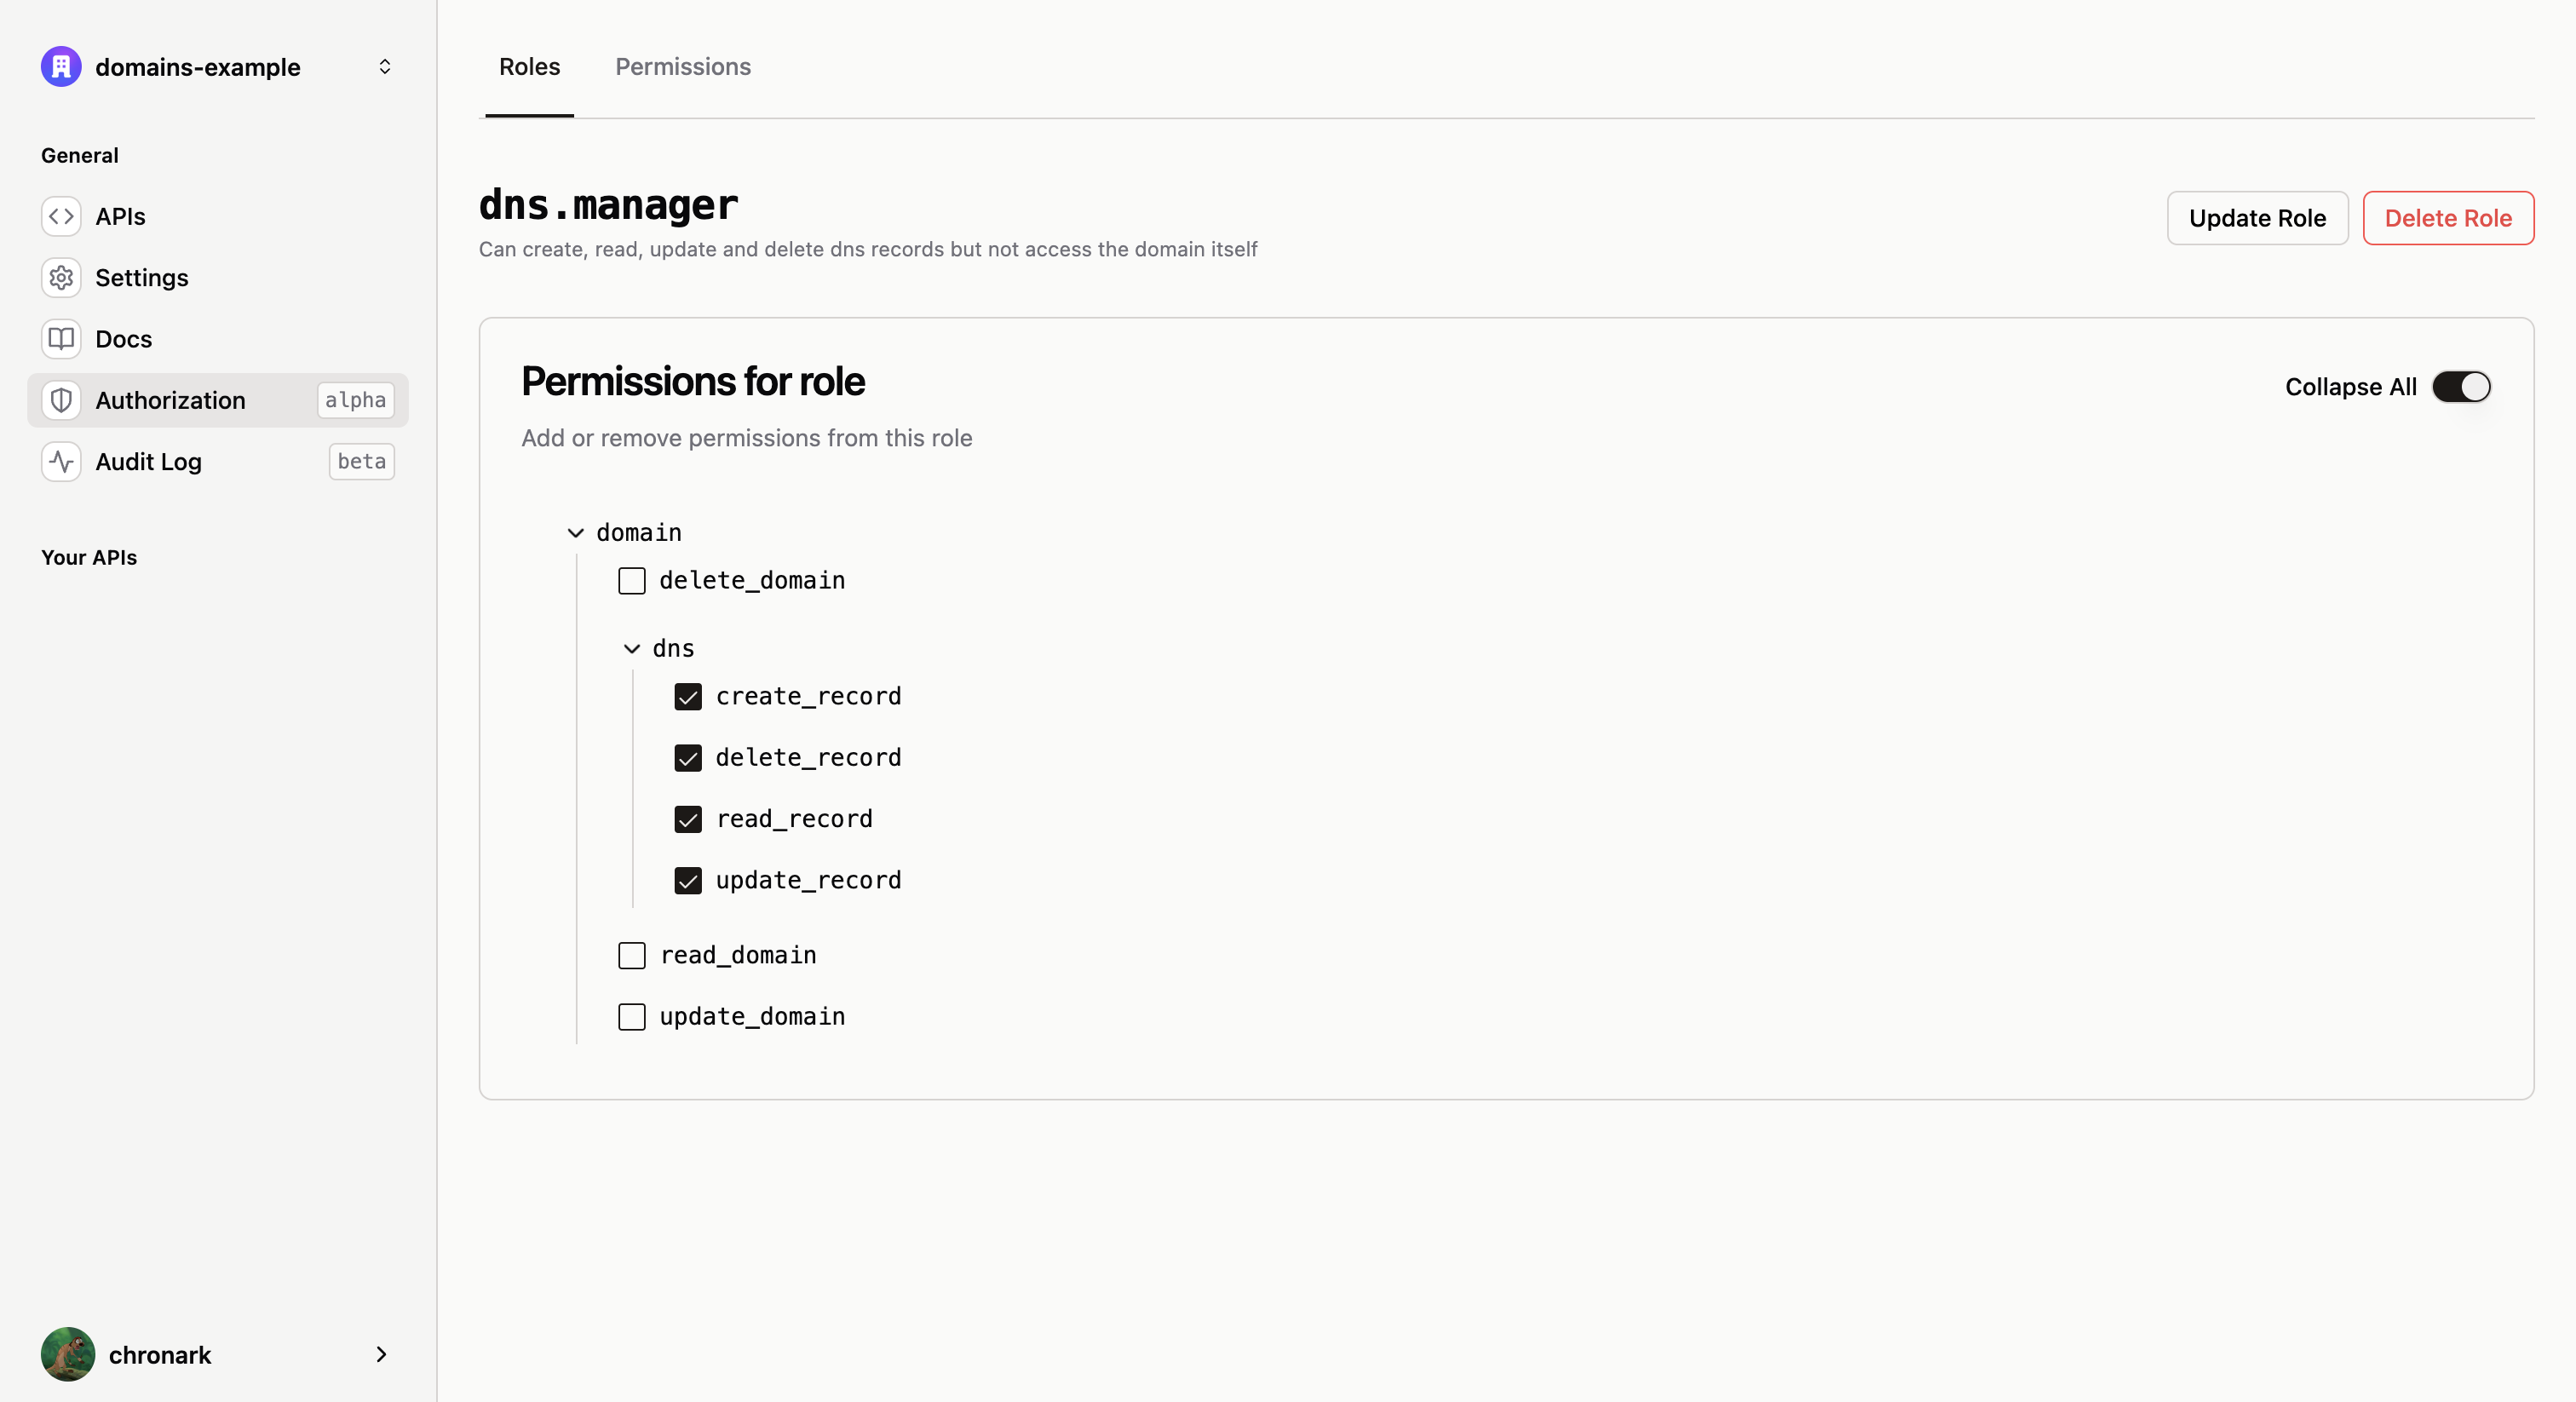 domains-example
General
APIs
Settings
Docs
Authorization alpha
Audit Log beta
Your APIs
chronark
Roles Permissions
dns.manager
Can create, read, update and delete dns records but not access the domain itself
Update Role Delete Role
Permissions for role
Collapse All
Add or remove permissions from this role
domain
delete_domain
dns
create_record
delete_record
read_record
update_record
read_domain
update_domain